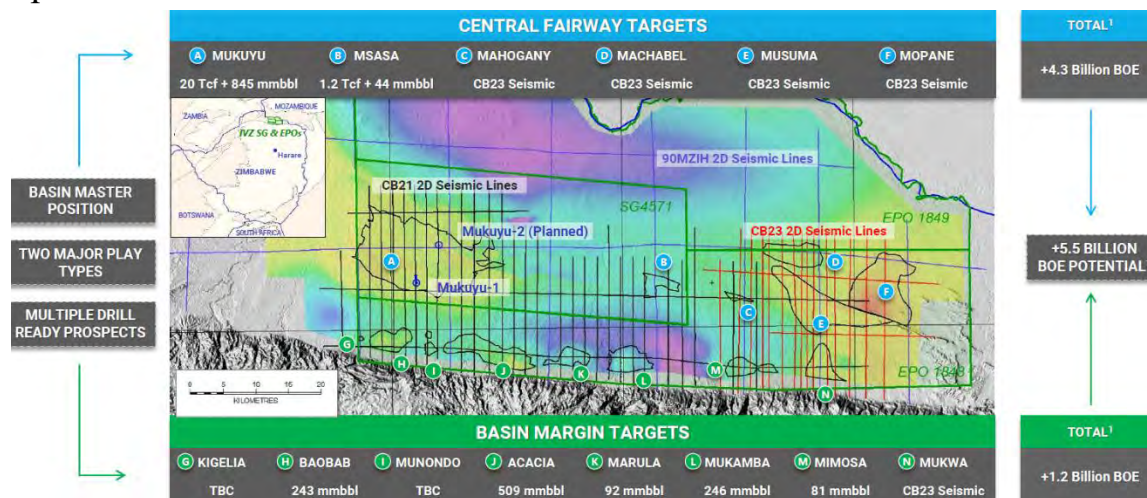 CENTRAL FAIRWAY TARGETS
TOTAL¹
A MUKUYU B MSASA C MAHOGANY D MACHABEL E MUSUMA F MOPANE
20 Tcf + 845 mmbbl 1.2 Tcf + 44 mmbbl CB23 Seismic CB23 Seismic CB23 Seismic CB23 Seismic
+4.3 Billion BOE
ZAMBIA
MOZAMBIQUE
IVZ SG & EPOs
Harare
ZIMBABWE
BOTSWANA
SOUTH AFRICA
90MZIH 2D Seismic Lines
CB21 2D Seismic Lines
SG4571
EPO 1849
CB23 2D Seismic Lines
Mukuyu-2 (Planned)
A
B
D
Mukuyu-1
F
C
E
G
H
I
J
K
L
M
N
EPO 1848
0 5 10 15 20
KILOMETRES
BASIN MASTER
POSITION
TWO MAJOR PLAY
TYPES
MULTIPLE DRILL
READY PROSPECTS
+5.5 BILLION
BOE POTENTIAL
BASIN MARGIN TARGETS
TOTAL¹
G KIGELIA H BAOBAB I MUNONDO J ACACIA K MARULA L MUKAMBA M MIMOSA N MUKWA
TBC 243 mmbbl TBC 509 mmbbl 92 mmbbl 246 mmbbl 81 mmbbl CB23 Seismic
+1.2 Billion BOE